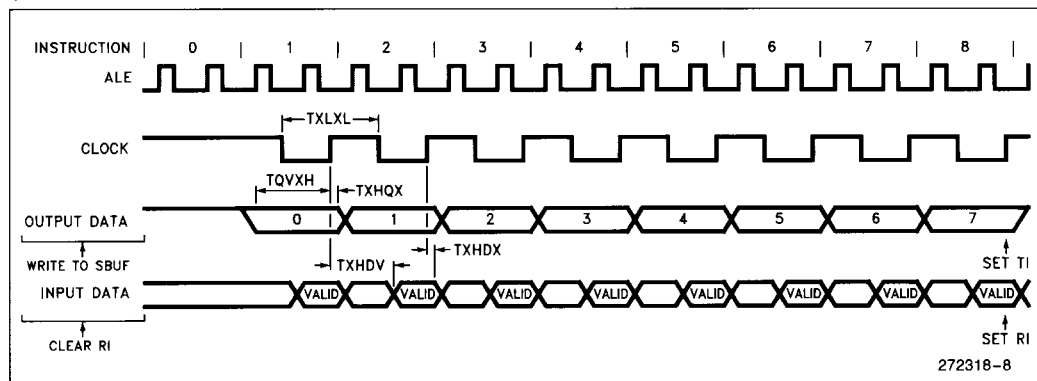 INSTRUCTION | 0 | 1 | 2 | 3 | 4 | 5 | 6 | 7 | 8 |
ALE
TXLXL
CLOCK
TQVXH TXHQX
OUTPUT DATA 0 1 2 3 4 5 6 7
TXHDX
WRITE TO SBUF TXHDV SET TI
INPUT DATA VALID VALID VALID VALID VALID VALID VALID VALID
CLEAR RI SET RI
272318-8